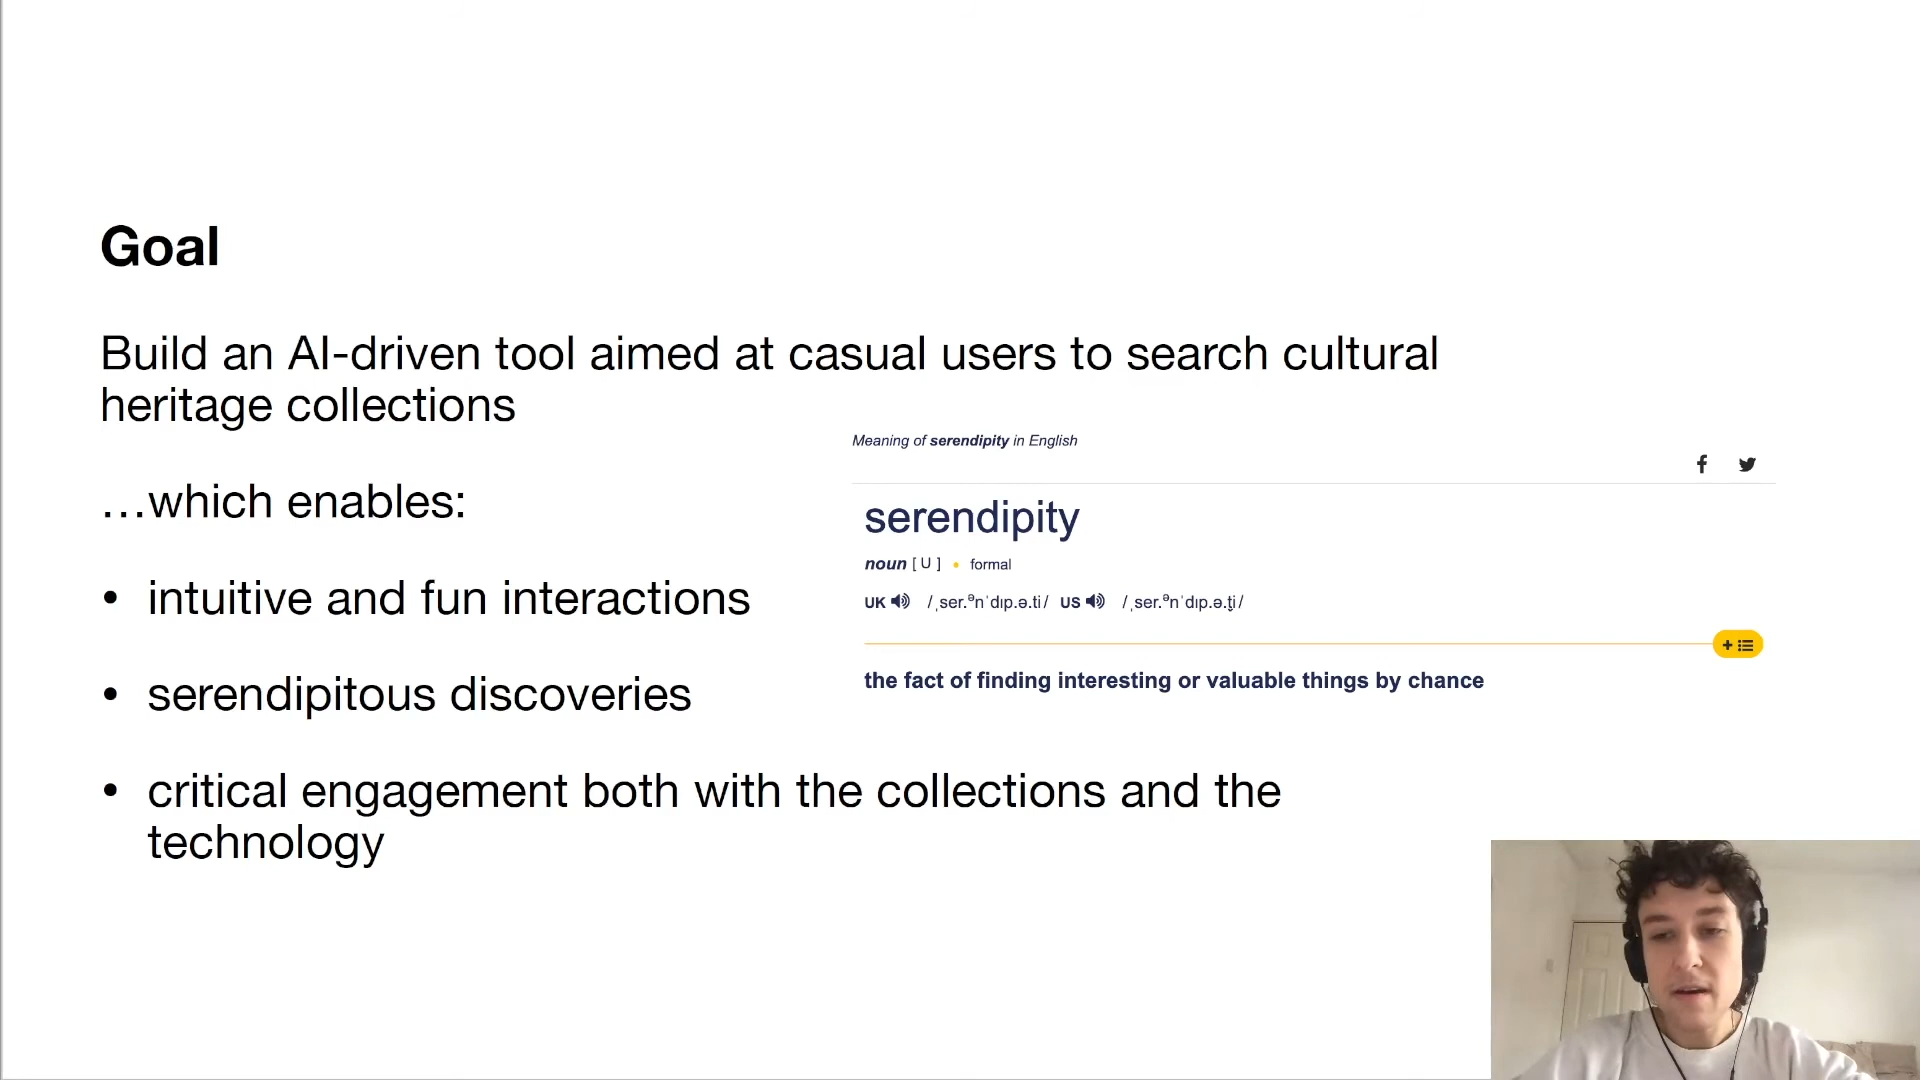 Goal
Build an AI-driven tool aimed at casual users to search cultural
heritage collections
…which enables:
• intuitive and fun interactions
• serendipitous discoveries
• critical engagement both with the collections and the
technology
Meaning of serendipity in English
serendipity
noun [ U ] • formal
UK /ˌser.ᵊnˈdɪp.ə.ti/ US /ˌser.ᵊnˈdɪp.ə.t̬i/
the fact of finding interesting or valuable things by chance